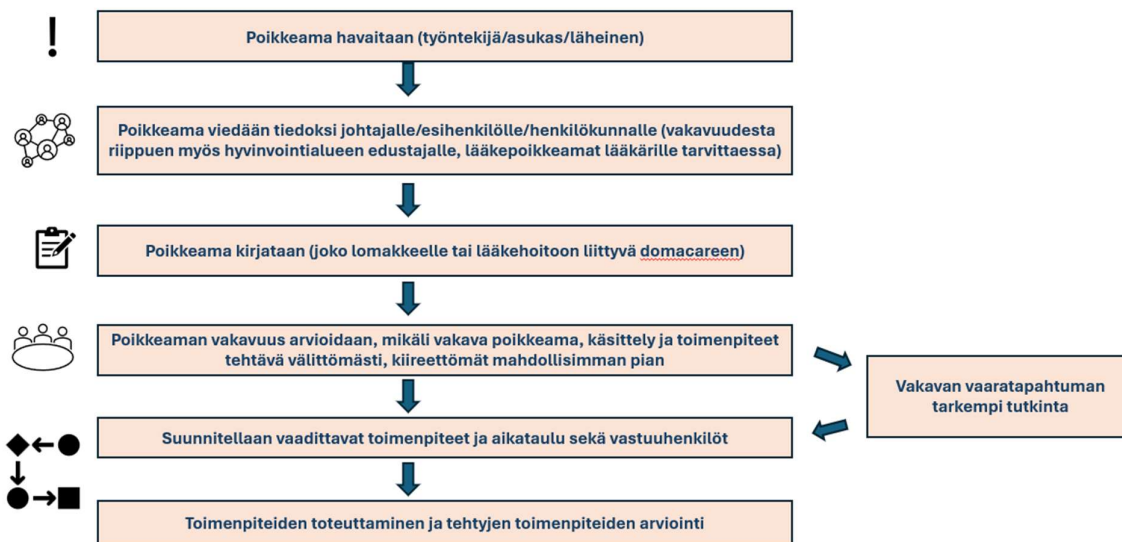 Poikkeama havaitaan (työntekijä/asukas/läheinen)
Poikkeama viedään tiedoksi johtajalle/esihenkilölle/henkilökunnalle (vakavuudesta
riippuen myös hyvinvointialueen edustajalle, lääkepoikkeamat lääkärille tarvittaessa)
Poikkeama kirjataan (joko lomakkeelle tai lääkehoitoon liittyvä domacareen)
Poikkeaman vakavuus arvioidaan, mikäli vakava poikkeama, käsittely ja toimenpiteet
tehtävä välittömästi, kiireettömät mahdollisimman pian
Vakavan vaaratapahtuman
tarkempi tutkinta
Suunnitellaan vaadittavat toimenpiteet ja aikataulu sekä vastuuhenkilöt
Toimenpiteiden toteuttaminen ja tehtyjen toimenpiteiden arviointi